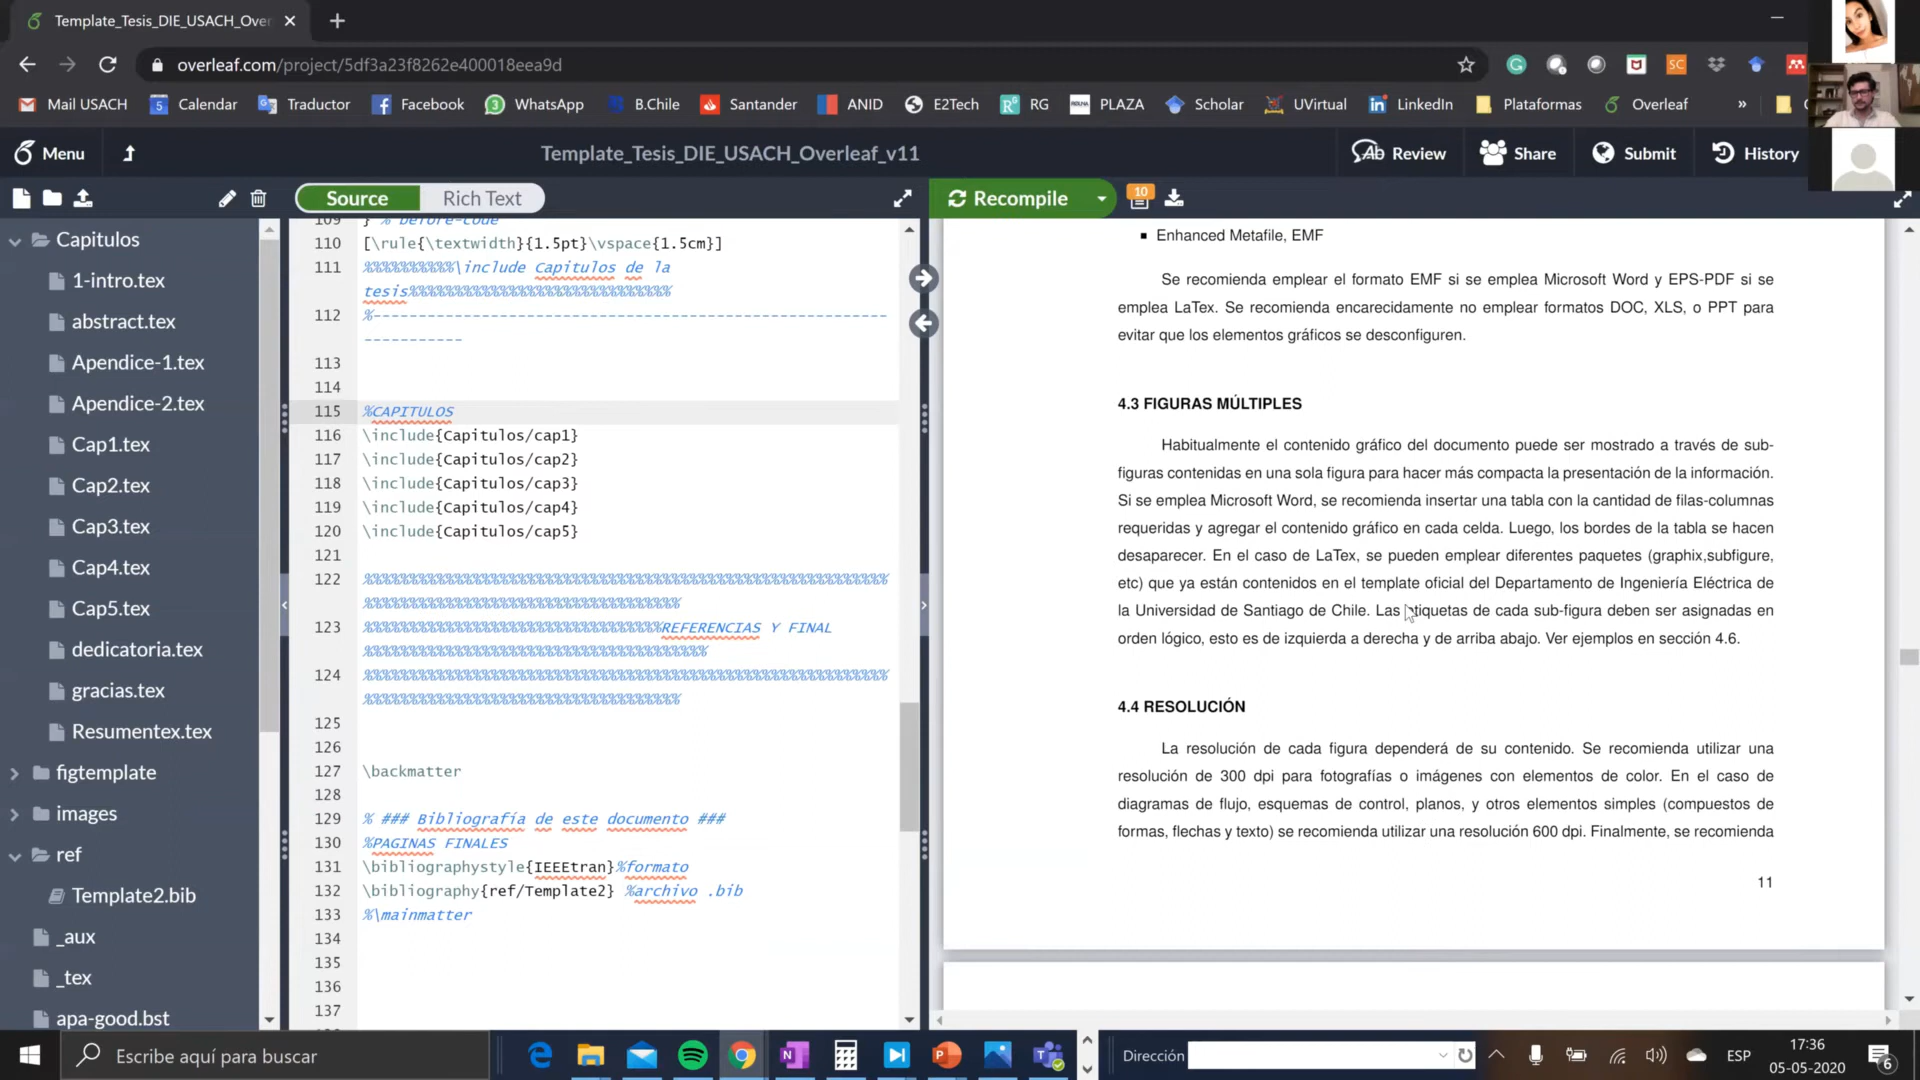 Template_Tesis_DIE_USACH_Over
overleaf.com/project/5df3a23f8262e400018eea9d
Mail USACH
Calendar
Traductor
Facebook
WhatsApp
B.Chile
Santander
ANID
E2Tech
RG
PLAZA
Scholar
UVirtual
LinkedIn
Plataformas
Overleaf
»
Menu
Template_Tesis_DIE_USACH_Overleaf_v11
Review
Share
Submit
History
Source
Rich Text
Recompile
10
Capitulos
1-intro.tex
abstract.tex
Apendice-1.tex
Apendice-2.tex
Cap1.tex
Cap2.tex
Cap3.tex
Cap4.tex
Cap5.tex
dedicatoria.tex
gracias.tex
Resumentex.tex
figtemplate
images
ref
Template2.bib
_aux
_tex
apa-good.bst
109 } % before-code
110 [\rule{\textwidth}{1.5pt}\vspace{1.5cm}]
111 %%%%%%%%%%\include Capitulos de la
tesis%%%%%%%%%%%%%%%%%%%%%%%%%%%%%
112 %---------------------------------------------------------
-----------
113
114
115 %CAPITULOS
116 \include{Capitulos/cap1}
117 \include{Capitulos/cap2}
118 \include{Capitulos/cap3}
119 \include{Capitulos/cap4}
120 \include{Capitulos/cap5}
121
122 %%%%%%%%%%%%%%%%%%%%%%%%%%%%%%%%%%%%%%%%%%%%%%%%%%%%%%%%%%
%%%%%%%%%%%%%%%%%%%%%%%%%%%%%%%%%%%
123 %%%%%%%%%%%%%%%%%%%%%%%%%%%%%%%%%REFERENCIAS Y FINAL
%%%%%%%%%%%%%%%%%%%%%%%%%%%%%%%%%%%%%%
124 %%%%%%%%%%%%%%%%%%%%%%%%%%%%%%%%%%%%%%%%%%%%%%%%%%%%%%%%%%
%%%%%%%%%%%%%%%%%%%%%%%%%%%%%%%%%%%
125
126
127 \backmatter
128
129 % ### Bibliografía de este documento ###
130 %PAGINAS FINALES
131 \bibliographystyle{IEEEtran}%formato
132 \bibliography{ref/Template2} %archivo .bib
133 %\mainmatter
134
135
136
137
▪ Enhanced Metafile, EMF
Se recomienda emplear el formato EMF si se emplea Microsoft Word y EPS-PDF si se
emplea LaTex. Se recomienda encarecidamente no emplear formatos DOC, XLS, o PPT para
evitar que los elementos gráficos se desconfiguren.
4.3 FIGURAS MÚLTIPLES
Habitualmente el contenido gráfico del documento puede ser mostrado a través de sub-
figuras contenidas en una sola figura para hacer más compacta la presentación de la información.
Si se emplea Microsoft Word, se recomienda insertar una tabla con la cantidad de filas-columnas
requeridas y agregar el contenido gráfico en cada celda. Luego, los bordes de la tabla se hacen
desaparecer. En el caso de LaTex, se pueden emplear diferentes paquetes (graphix,subfigure,
etc) que ya están contenidos en el template oficial del Departamento de Ingeniería Eléctrica de
la Universidad de Santiago de Chile. Las etiquetas de cada sub-figura deben ser asignadas en
orden lógico, esto es de izquierda a derecha y de arriba abajo. Ver ejemplos en sección 4.6.
4.4 RESOLUCIÓN
La resolución de cada figura dependerá de su contenido. Se recomienda utilizar una
resolución de 300 dpi para fotografías o imágenes con elementos de color. En el caso de
diagramas de flujo, esquemas de control, planos, y otros elementos simples (compuestos de
formas, flechas y texto) se recomienda utilizar una resolución 600 dpi. Finalmente, se recomienda
11
Escribe aquí para buscar
Dirección
ESP
17:36
05-05-2020
6